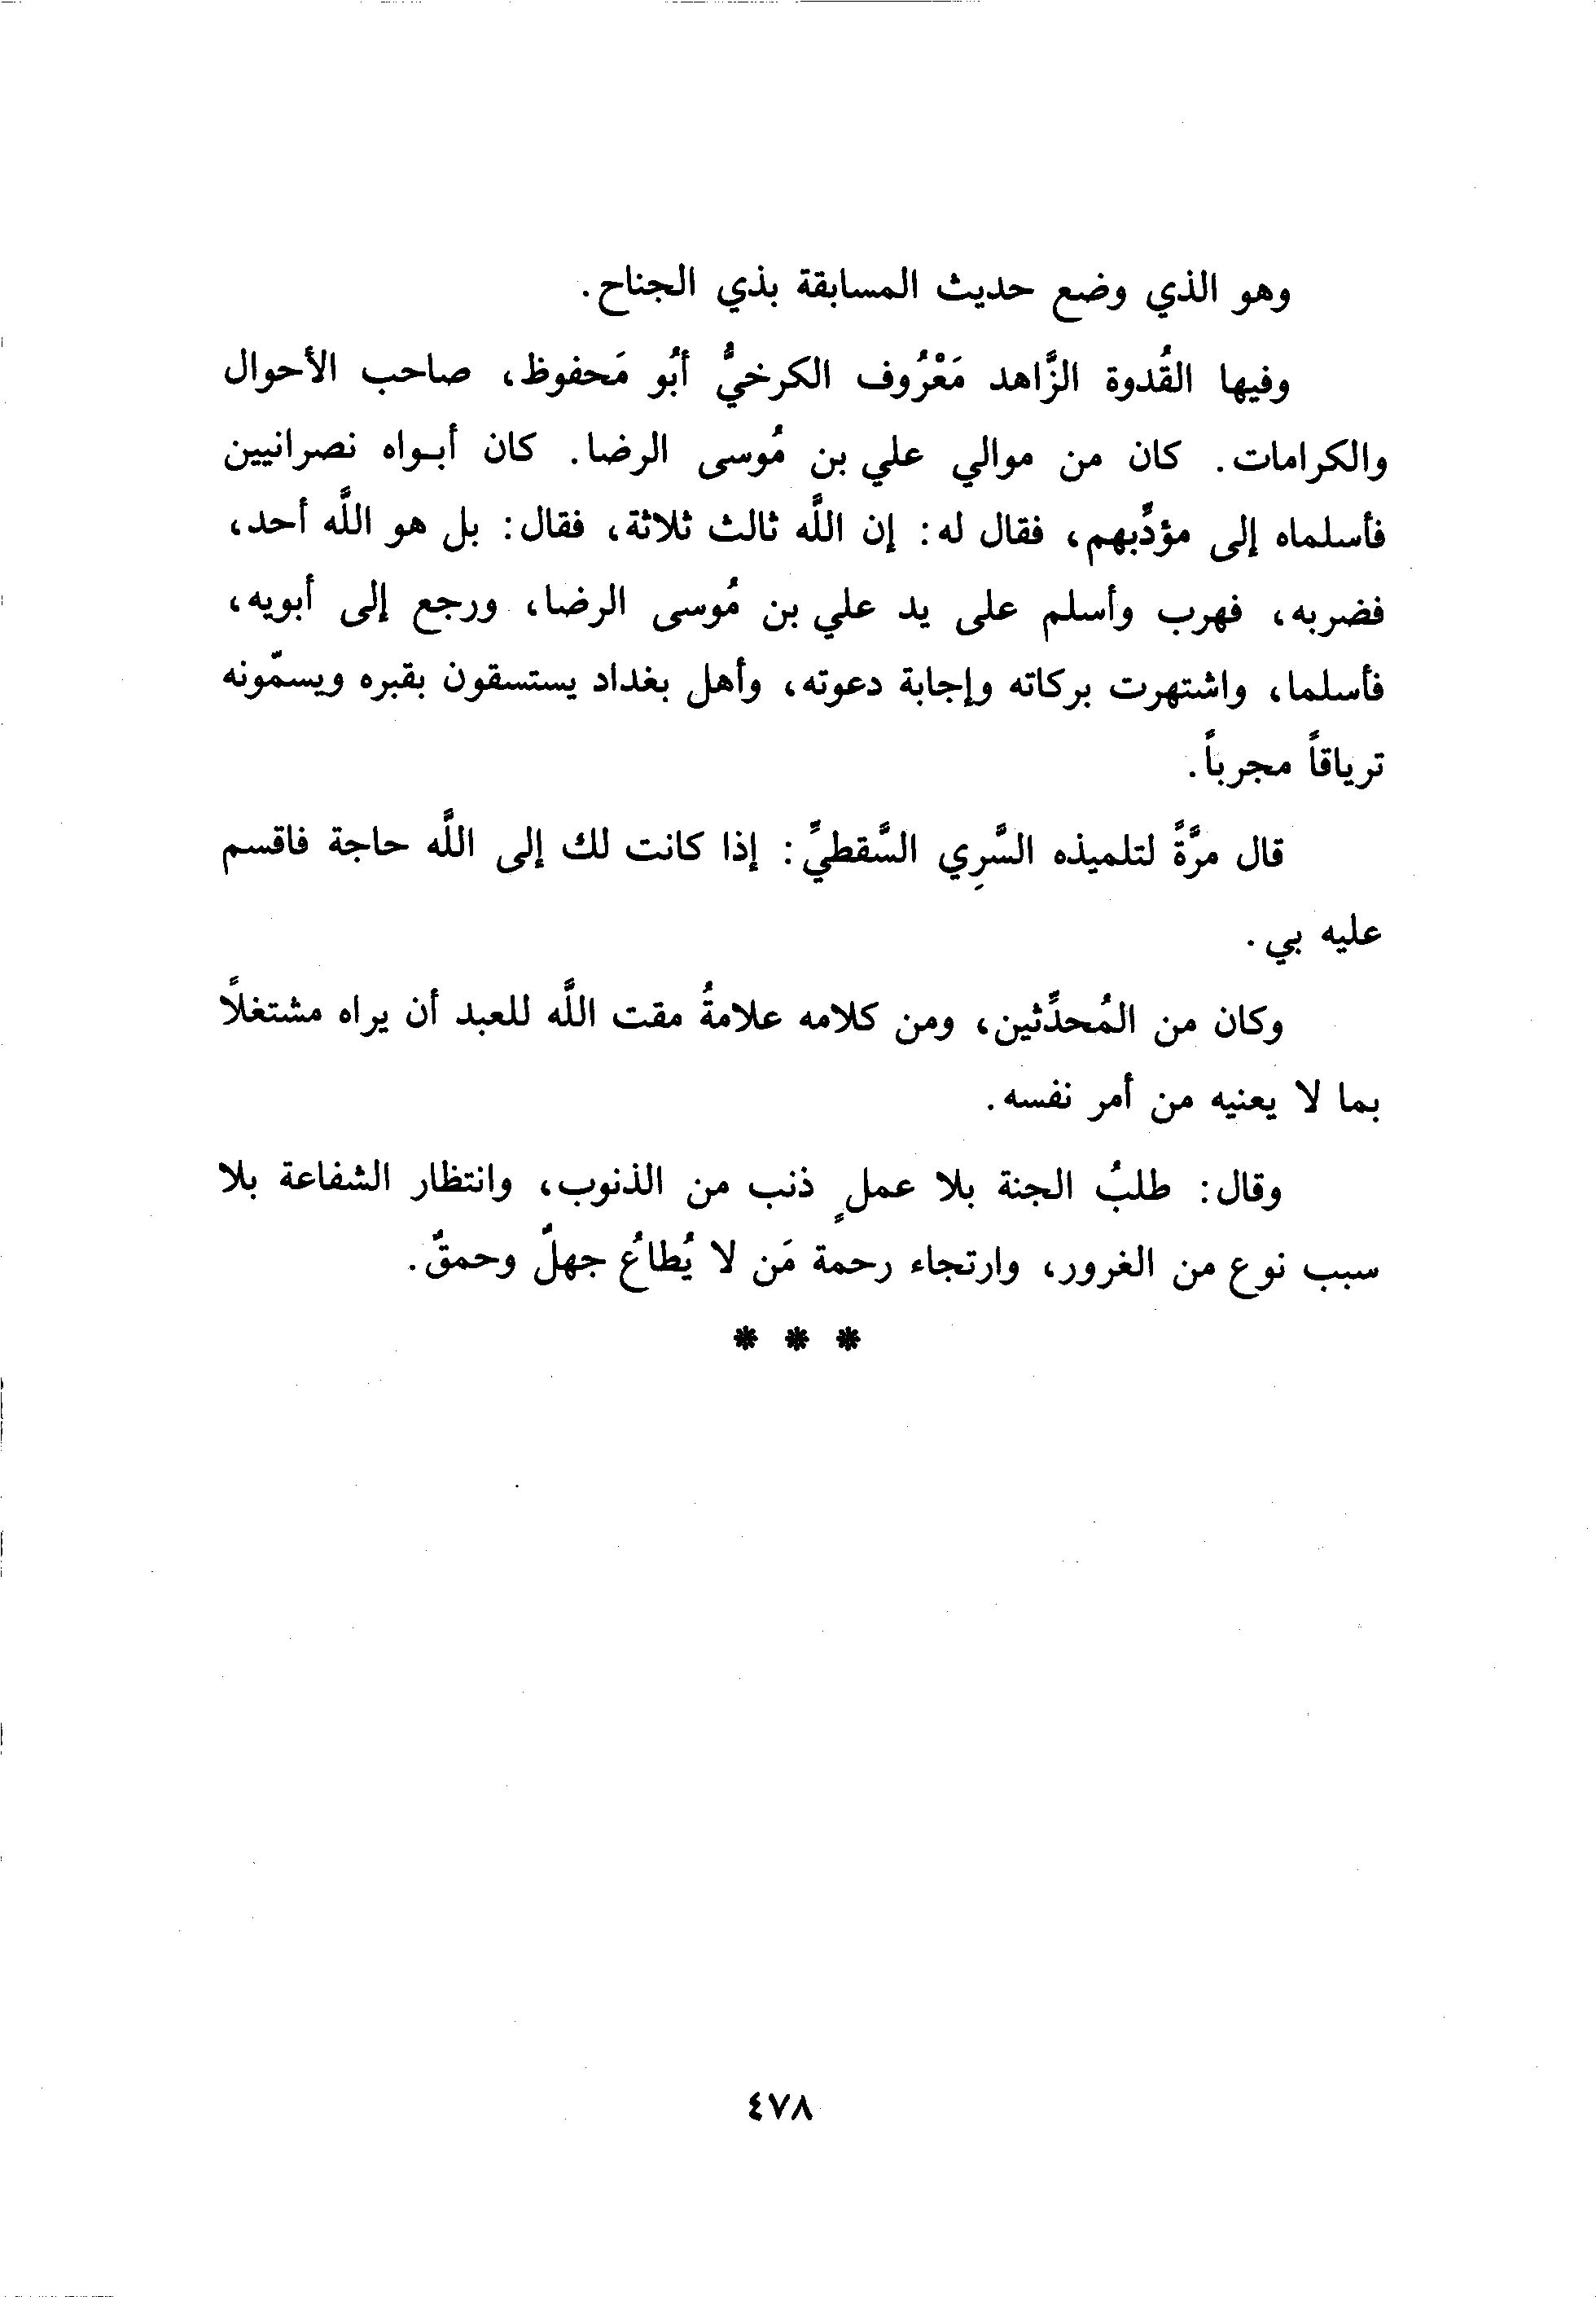 وهو الذي وضع حديث المسابقة بذي الجناح.
وفيها القُدوة الزَّاهد مَعْرُوف الكرخيُّ أبُو مَحفوظ، صاحب الأحوال
والكرامات. كان من موالي علي بن مُوسى الرضا. كان أبـواه نصرانيين
فأسلماه إلى مؤدِّبهم، فقال له: إن اللَّه ثالث ثلاثة، فقال: بل هو اللَّه أحد،
فضربه، فهرب وأسلم على يد علي بن مُوسى الرضا، ورجع إلى أبويه،
فأسلما، واشتهرت بركاته وإجابة دعوته، وأهل بغداد يستسقون بقبره ويسمّونه
ترياقاً مجرباً.
قال مرَّةً لتلميذه السَّرِي السَّقطيِّ: إذا كانت لك إلى اللَّه حاجة فاقسم
عليه بي.
وكان من المُحدِّثين، ومن كلامه علامةُ مقت اللَّه للعبد أن يراه مشتغلاً
بما لا يعنيه من أمر نفسه.
وقال: طلبُ الجنة بلا عملٍ ذنب من الذنوب، وانتظار الشفاعة بلا
سبب نوع من الغرور، وارتجاء رحمة مَن لا يُطاعُ جهلٌ وحمقٌ.
* * *
٤٧٨